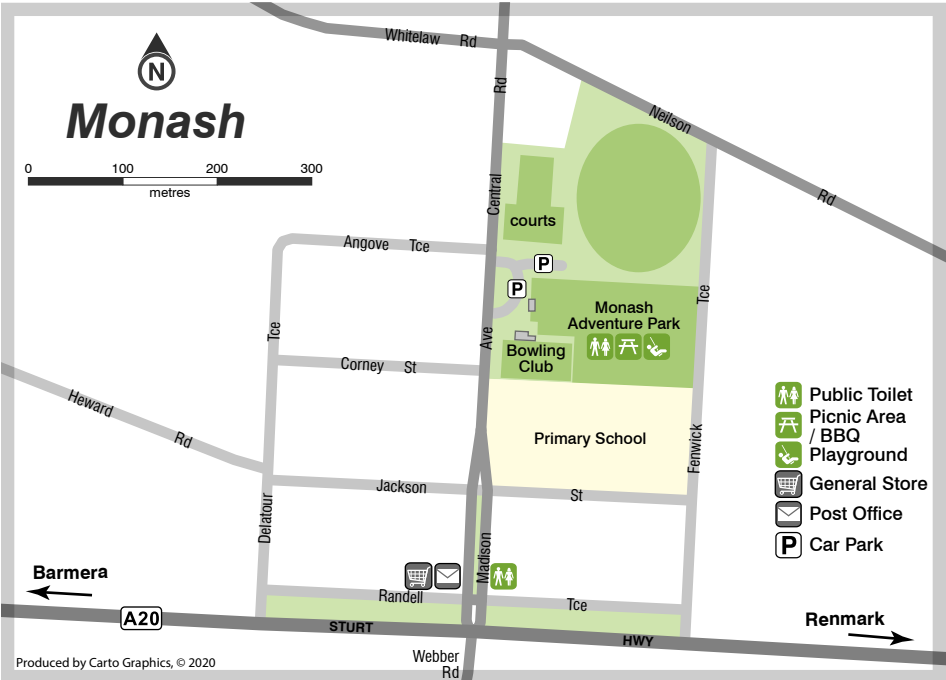 Whitelaw Rd
N
Monash
0 100 200 300
metres
Rd
Neilson
Rd
Central
courts
Angove Tce
P
P
Tce
Tce
Ave
Monash
Adventure Park
Bowling
Club
Corney St
Heward
Rd
Primary School
Fenwick
Public Toilet
Picnic Area
/ BBQ
Playground
General Store
Post Office
P Car Park
Jackson St
Delatour
Madison
Randell Tce
Barmera
A20
STURT HWY
Renmark
Webber
Rd
Produced by Carto Graphics, © 2020